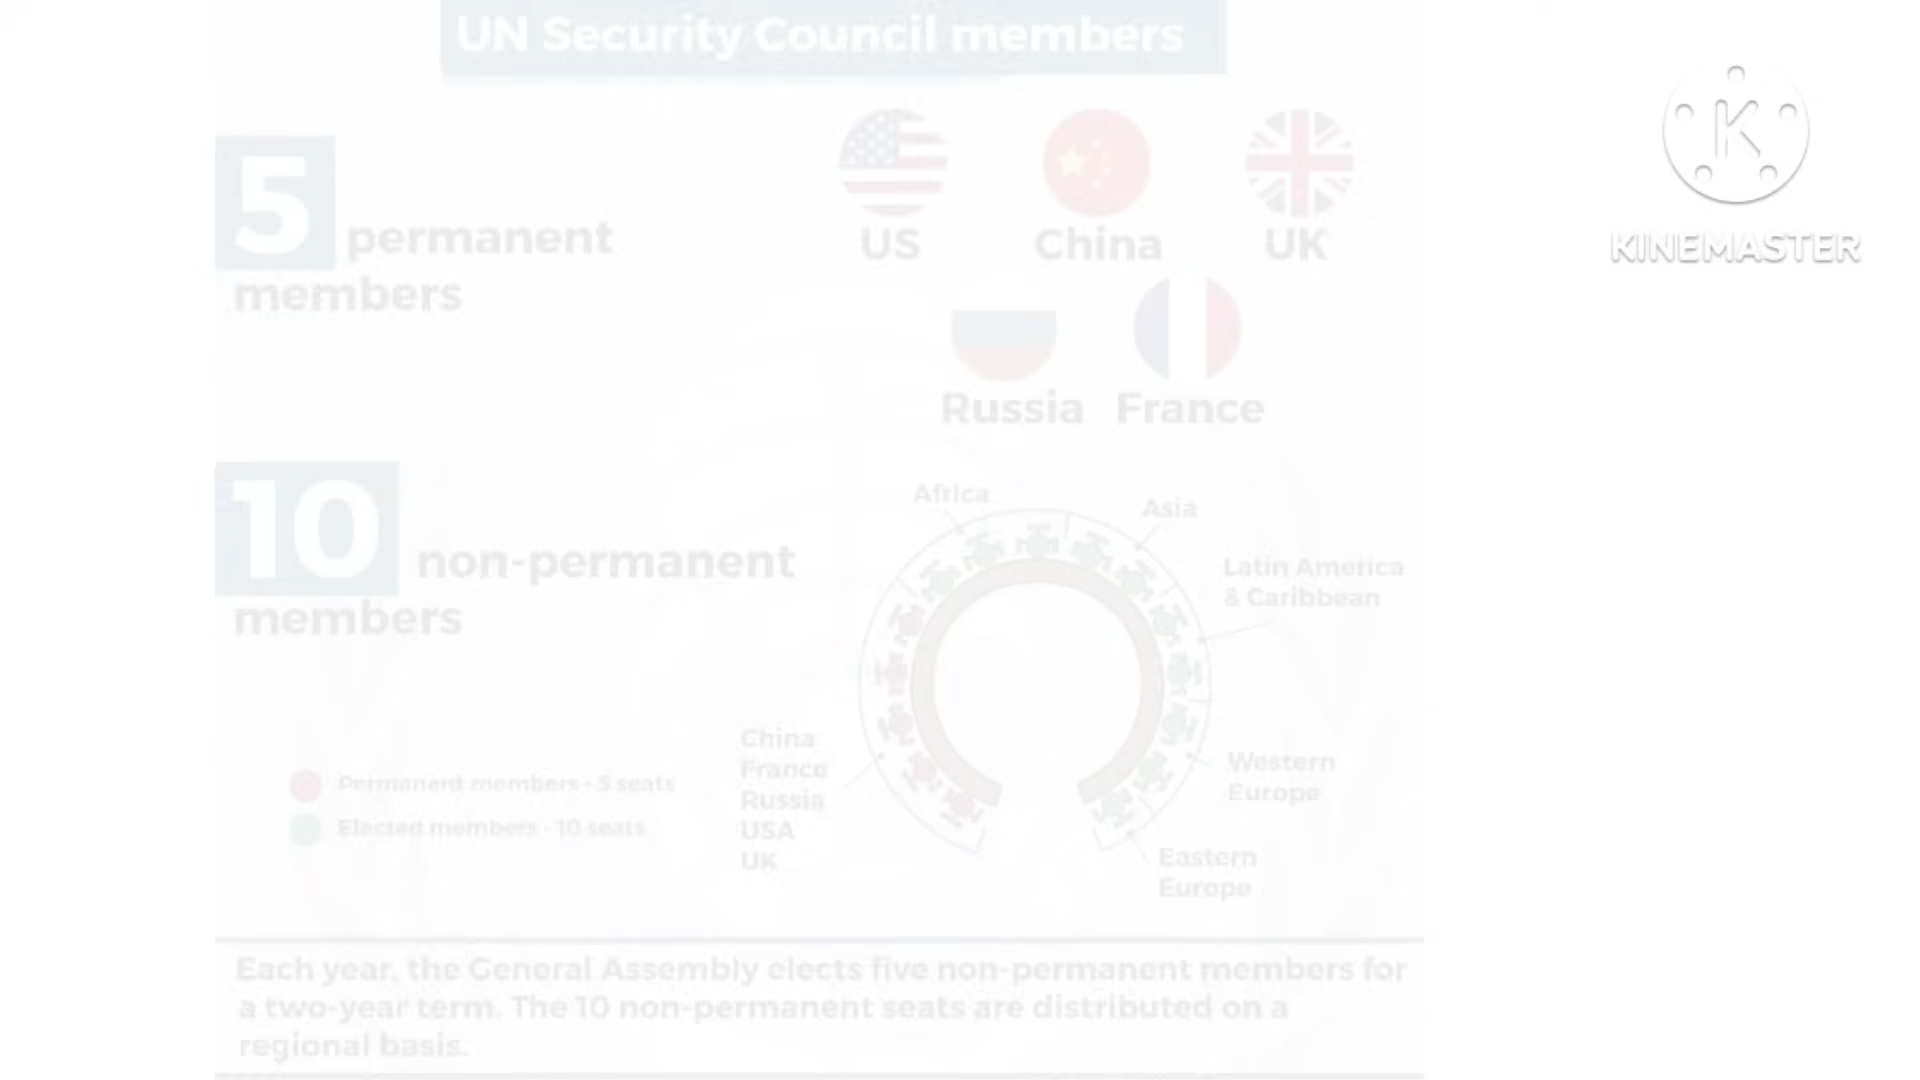 UN Security Council members
5 permanent
members
US
China
UK
Russia
France
10 non-permanent
members
Africa
Asia
Latin America
& Caribbean
China
France
Russia
USA
UK
Western
Europe
Eastern
Europe
Permanent members - 5 seats
Elected members - 10 seats
Each year, the General Assembly elects five non-permanent members for
a two-year term. The 10 non-permanent seats are distributed on a
regional basis.
K
KINEMASTER